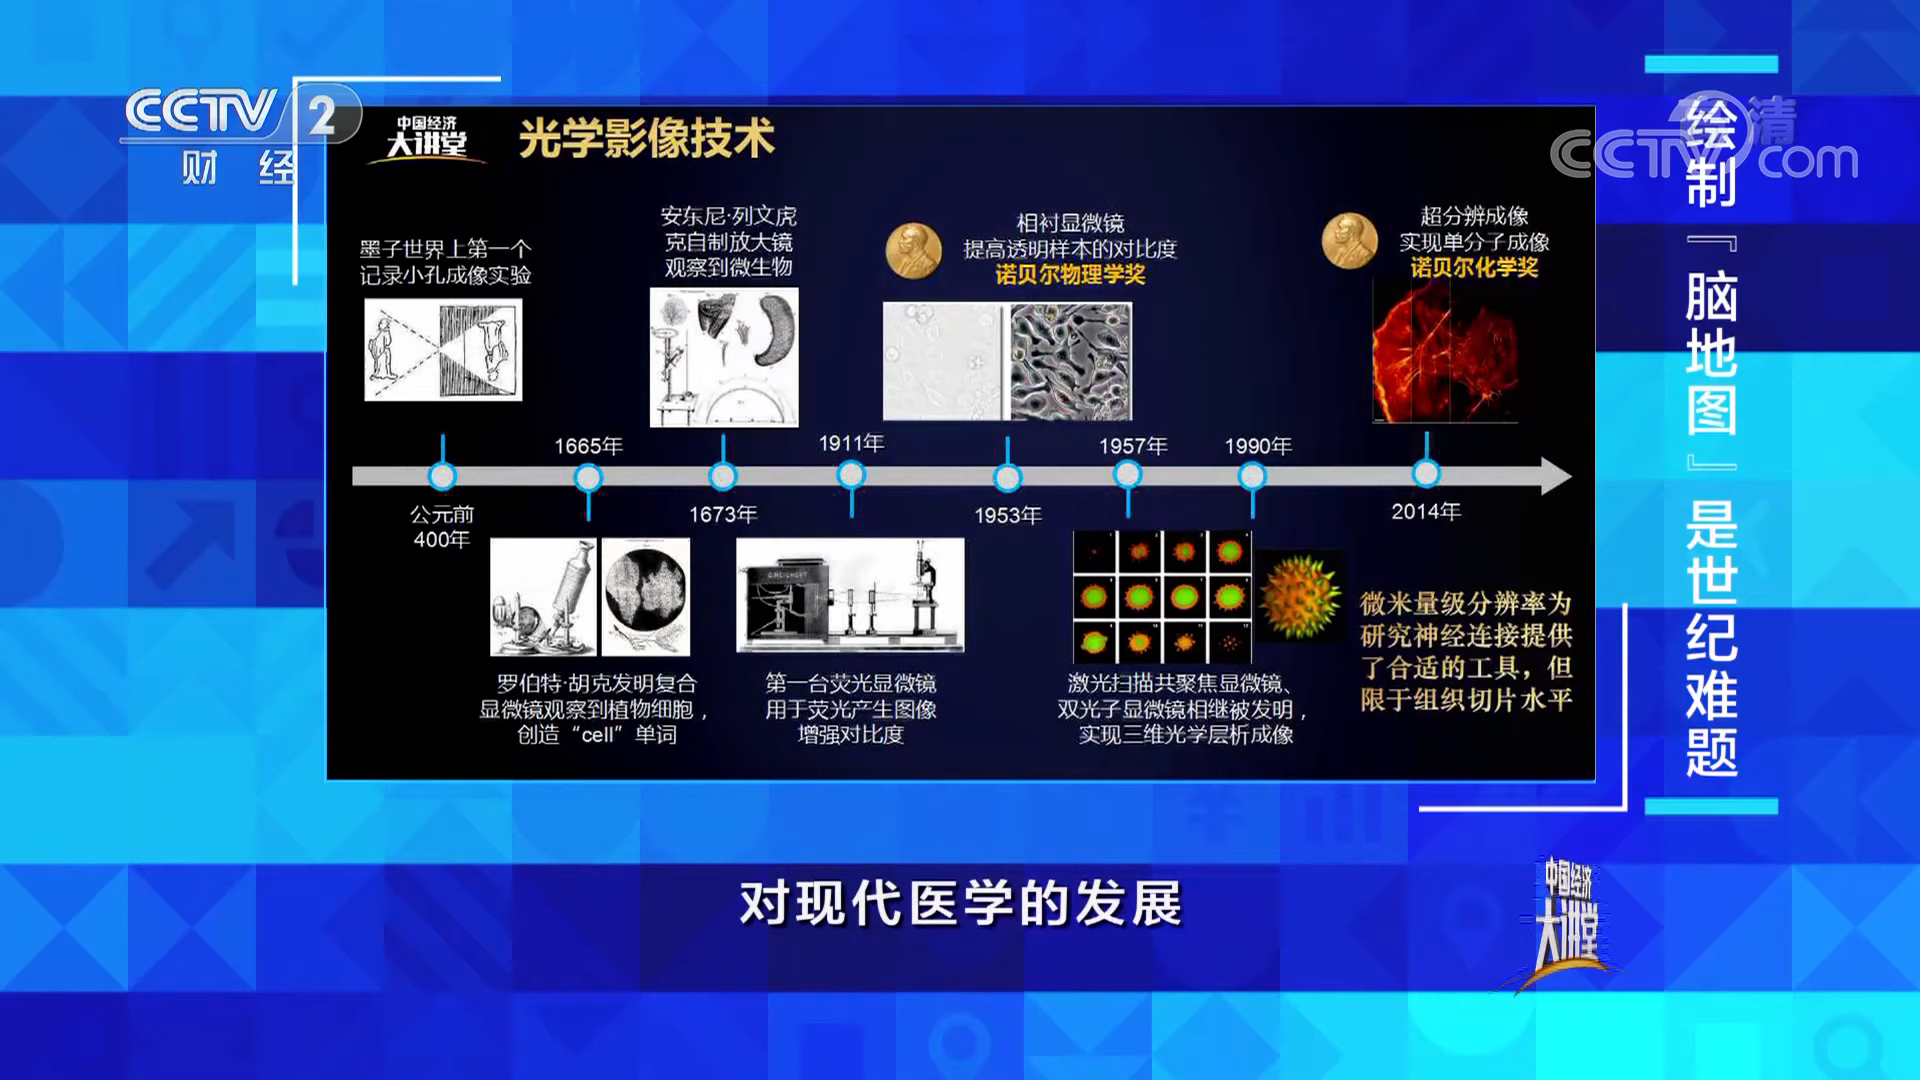 CCTV 2
财 经
中国经济
大讲堂
光学影像技术
墨子世界上第一个
记录小孔成像实验
安东尼·列文虎
克自制放大镜
观察到微生物
相衬显微镜
提高透明样本的对比度
诺贝尔物理学奖
超分辨成像
实现单分子成像
诺贝尔化学奖
1665年
1911年
1957年
1990年
公元前
400年
1673年
1953年
2014年
罗伯特·胡克发明复合
显微镜观察到植物细胞，
创造“cell”单词
第一台荧光显微镜
用于荧光产生图像
增强对比度
激光扫描共聚焦显微镜、
双光子显微镜相继被发明，
实现三维光学层析成像
微米量级分辨率为
研究神经连接提供
了合适的工具，但
限于组织切片水平
C.REICHERT
绘制『脑地图』是世纪难题
CCTV.com
清
对现代医学的发展
中国经济
大讲堂